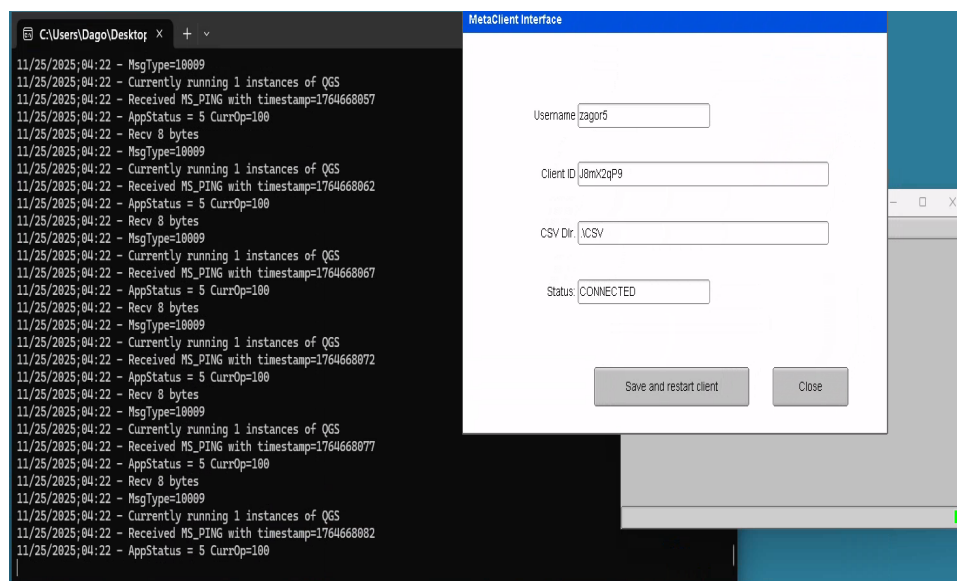 C:\Users\Dago\Desktop
11/25/2025;04:22 - MsgType=10009
11/25/2025;04:22 - Currently running 1 instances of QGS
11/25/2025;04:22 - Received MS_PING with timestamp=1764668057
11/25/2025;04:22 - AppStatus = 5 CurrOp=100
11/25/2025;04:22 - Recv 8 bytes
11/25/2025;04:22 - MsgType=10009
11/25/2025;04:22 - Currently running 1 instances of QGS
11/25/2025;04:22 - Received MS_PING with timestamp=1764668062
11/25/2025;04:22 - AppStatus = 5 CurrOp=100
11/25/2025;04:22 - Recv 8 bytes
11/25/2025;04:22 - MsgType=10009
11/25/2025;04:22 - Currently running 1 instances of QGS
11/25/2025;04:22 - Received MS_PING with timestamp=1764668067
11/25/2025;04:22 - AppStatus = 5 CurrOp=100
11/25/2025;04:22 - Recv 8 bytes
11/25/2025;04:22 - MsgType=10009
11/25/2025;04:22 - Currently running 1 instances of QGS
11/25/2025;04:22 - Received MS_PING with timestamp=1764668072
11/25/2025;04:22 - AppStatus = 5 CurrOp=100
11/25/2025;04:22 - Recv 8 bytes
11/25/2025;04:22 - MsgType=10009
11/25/2025;04:22 - Currently running 1 instances of QGS
11/25/2025;04:22 - Received MS_PING with timestamp=1764668077
11/25/2025;04:22 - AppStatus = 5 CurrOp=100
11/25/2025;04:22 - Recv 8 bytes
11/25/2025;04:22 - MsgType=10009
11/25/2025;04:22 - Currently running 1 instances of QGS
11/25/2025;04:22 - Received MS_PING with timestamp=1764668082
11/25/2025;04:22 - AppStatus = 5 CurrOp=100
MetaClient Interface
Username zagor5
Client ID J8mX2qP9
CSV Dir. .\CSV
Status: CONNECTED
Save and restart client
Close